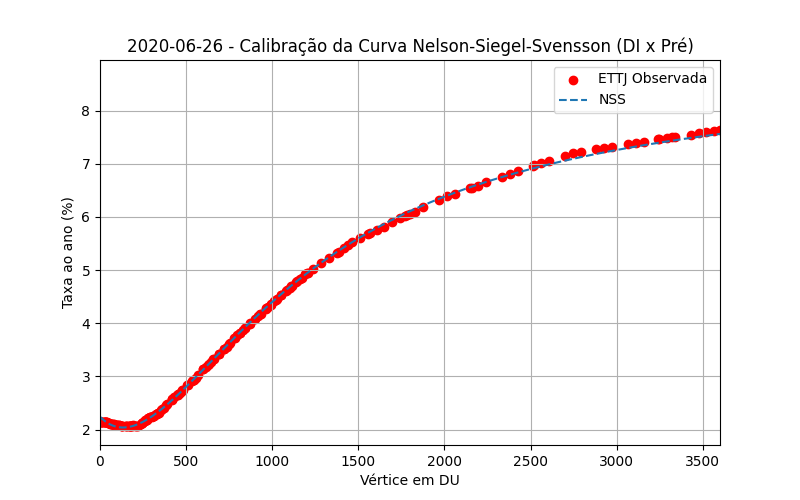 2020-06-26 - Calibração da Curva Nelson-Siegel-Svensson (DI x Pré)
ETTJ Observada
NSS
Taxa ao ano (%)
8
7
6
5
4
3
2
0 500 1000 1500 2000 2500 3000 3500
Vértice em DU